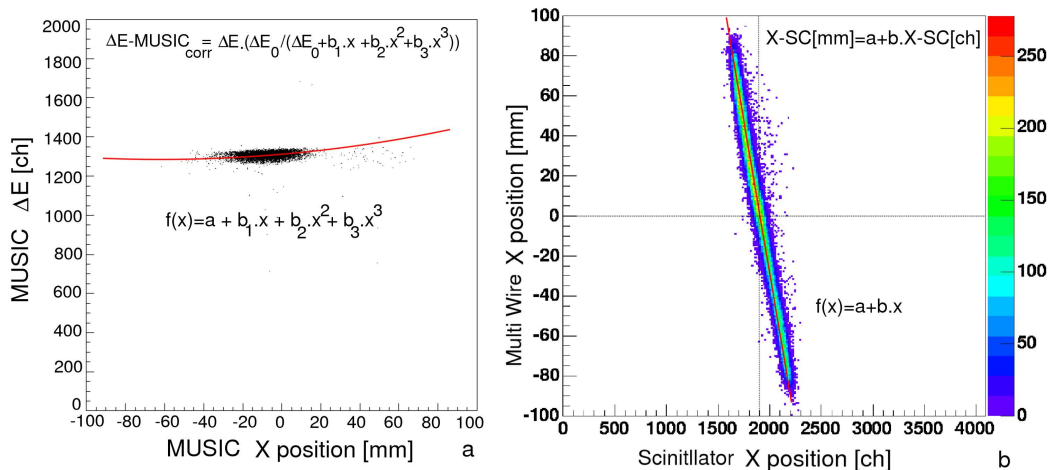 ΔE-MUSIC_corr = ΔE.(ΔE_0/(ΔE_0+b_1.x +b_2.x^2+b_3.x^3))
2000
1800
1600
1400
1200
1000
800
600
400
200
0
MUSIC ΔE [ch]
f(x)=a + b_1.x + b_2.x^2+ b_3.x^3
-100 -80 -60 -40 -20 0 20 40 60 80 100
MUSIC X position [mm]
a
100
80
60
40
20
0
-20
-40
-60
-80
-100
Multi Wire X position [mm]
X-SC[mm]=a+b.X-SC[ch]
f(x)=a+b.x
0 500 1000 1500 2000 2500 3000 3500 4000
Scinitllator X position [ch]
b
250
200
150
100
50
0